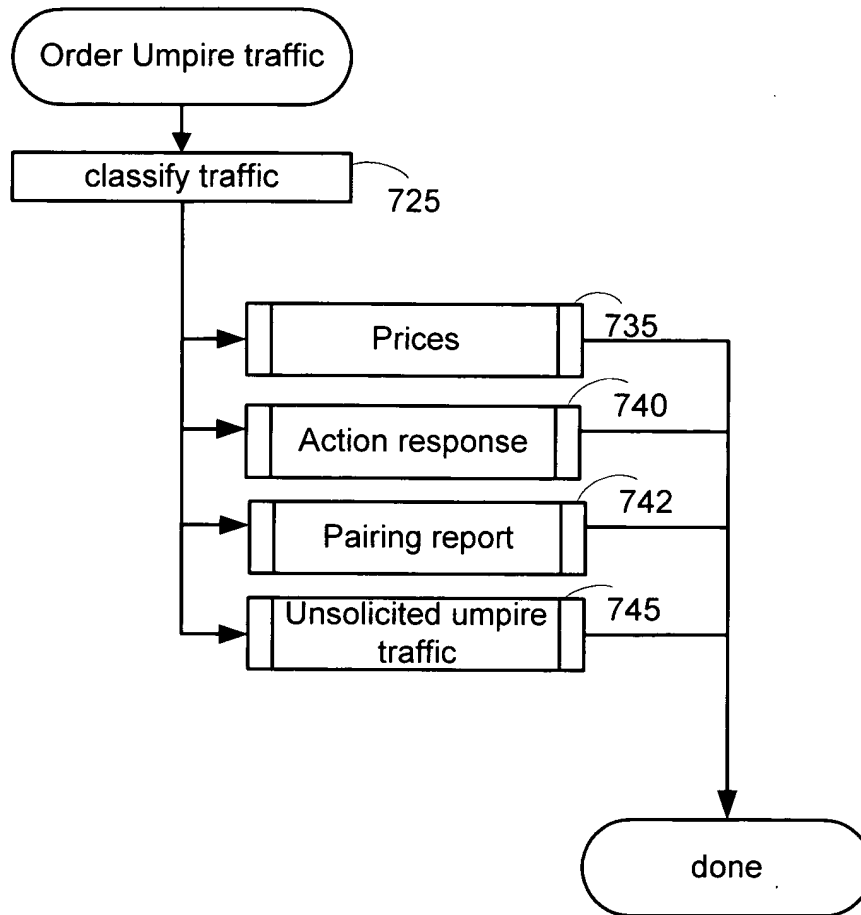 Order Umpire traffic
classify traffic
725
Prices
735
Action response
740
Pairing report
742
Unsolicited umpire
traffic
745
done